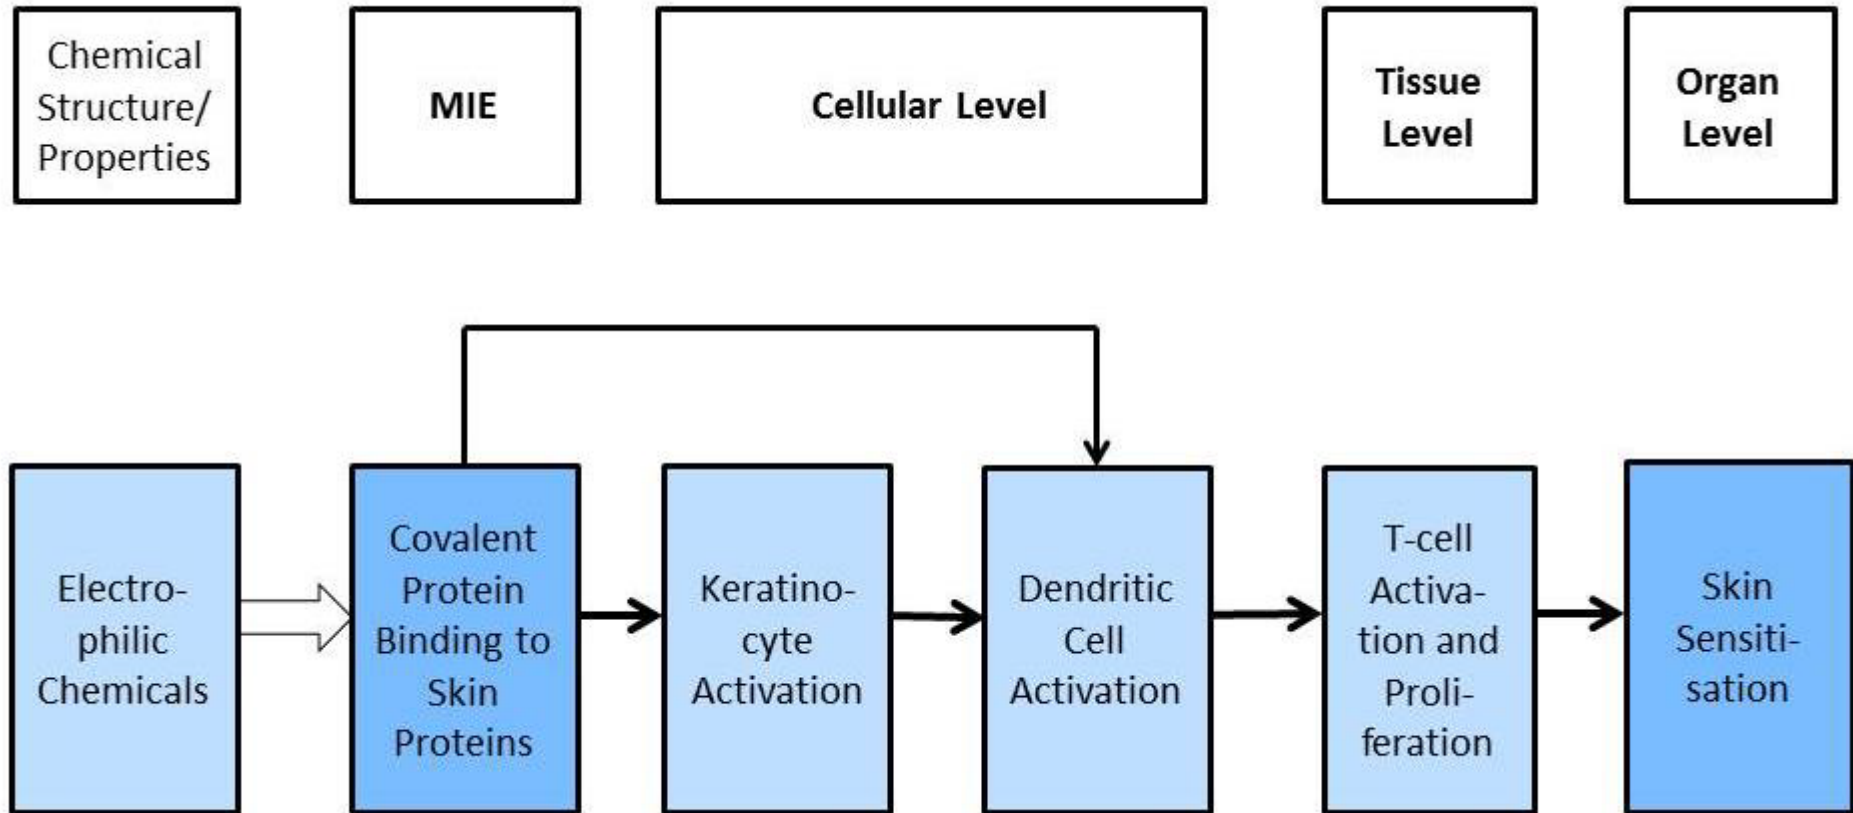 Chemical
Structure/
Properties
MIE
Cellular Level
Tissue
Level
Organ
Level
Electro-
philic
Chemicals
Covalent
Protein
Binding to
Skin
Proteins
Keratino-
cyte
Activation
Dendritic
Cell
Activation
T-cell
Activa-
tion and
Proli-
feration
Skin
Sensiti-
sation